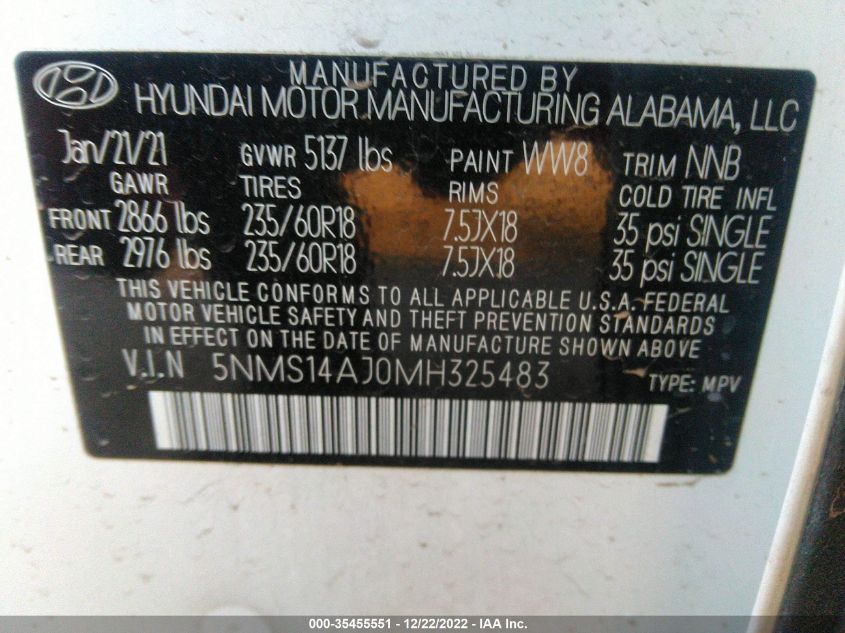 MANUFACTURED BY
HYUNDAI MOTOR MANUFACTURING ALABAMA, LLC
Jan/21/21 GVWR 5137 lbs PAINT WW8 TRIM NNB
GAWR TIRES RIMS COLD TIRE INFL
FRONT 2866 lbs 235/60R18 7.5JX18 35 psi SINGLE
REAR 2976 lbs 235/60R18 7.5JX18 35 psi SINGLE
THIS VEHICLE CONFORMS TO ALL APPLICABLE U.S.A. FEDERAL
MOTOR VEHICLE SAFETY AND THEFT PREVENTION STANDARDS
IN EFFECT ON THE DATE OF MANUFACTURE SHOWN ABOVE.
V.I.N 5NMS14AJ0MH325483 TYPE: MPV
000-35455551 - 12/22/2022 - IAA Inc.